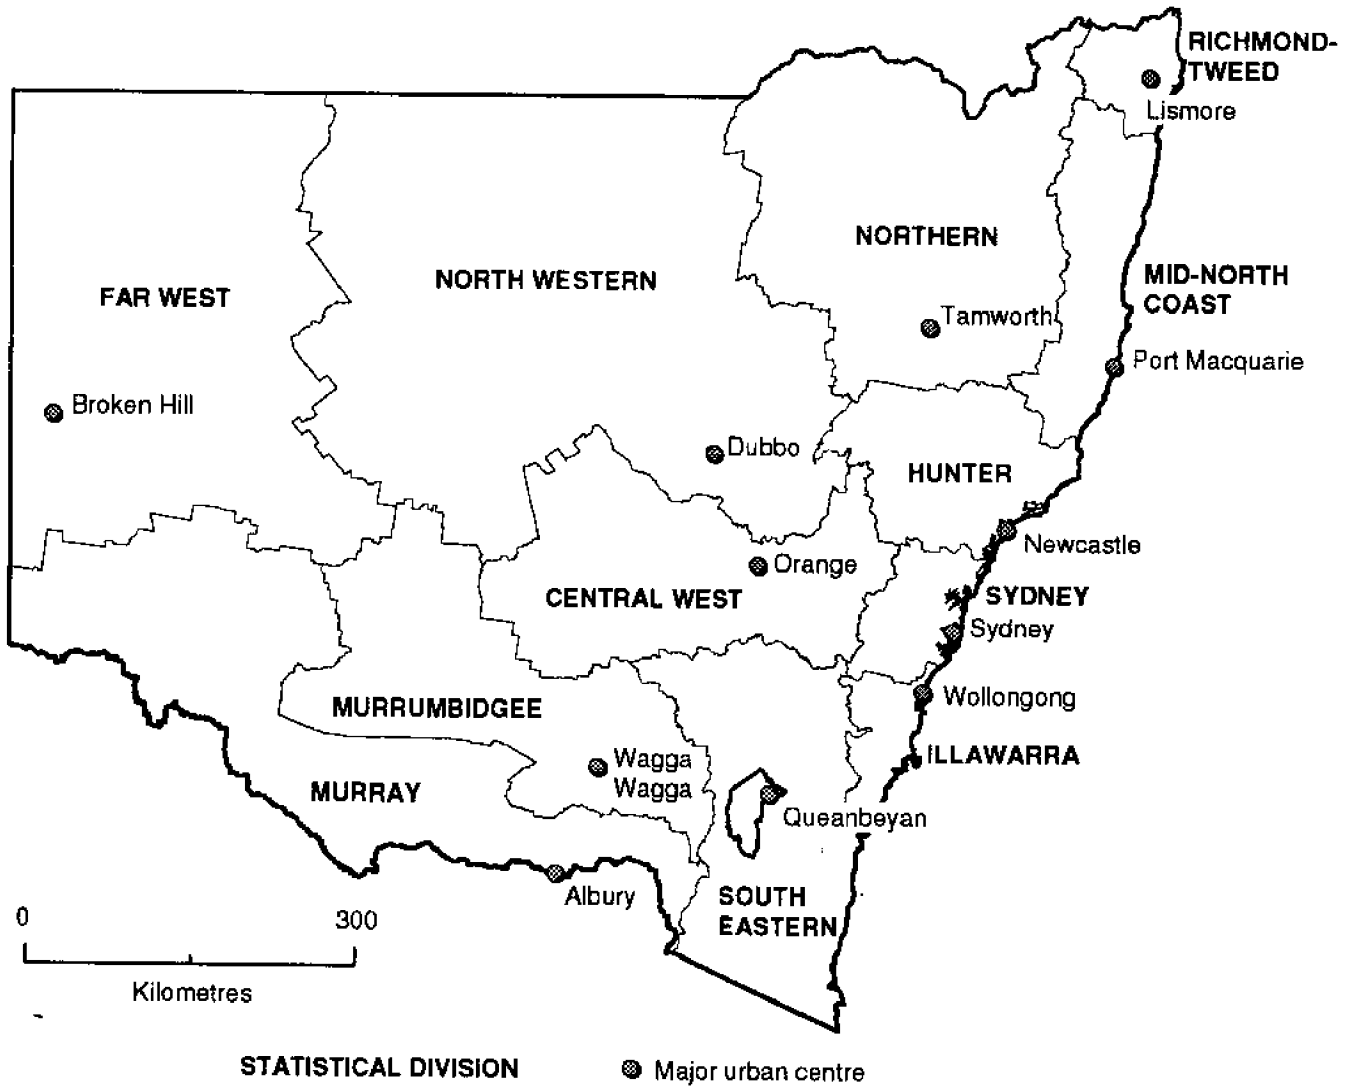 RICHMOND-
TWEED
Lismore
NORTHERN
NORTH WESTERN
FAR WEST
MID-NORTH
COAST
Tamworth
Port Macquarie
Broken Hill
Dubbo
HUNTER
Newcastle
Orange
CENTRAL WEST
SYDNEY
Sydney
Wollongong
MURRUMBIDGEE
ILLAWARRA
Wagga
Wagga
MURRAY
Queanbeyan
Albury
SOUTH
EASTERN
0 300
Kilometres
STATISTICAL DIVISION
Major urban centre